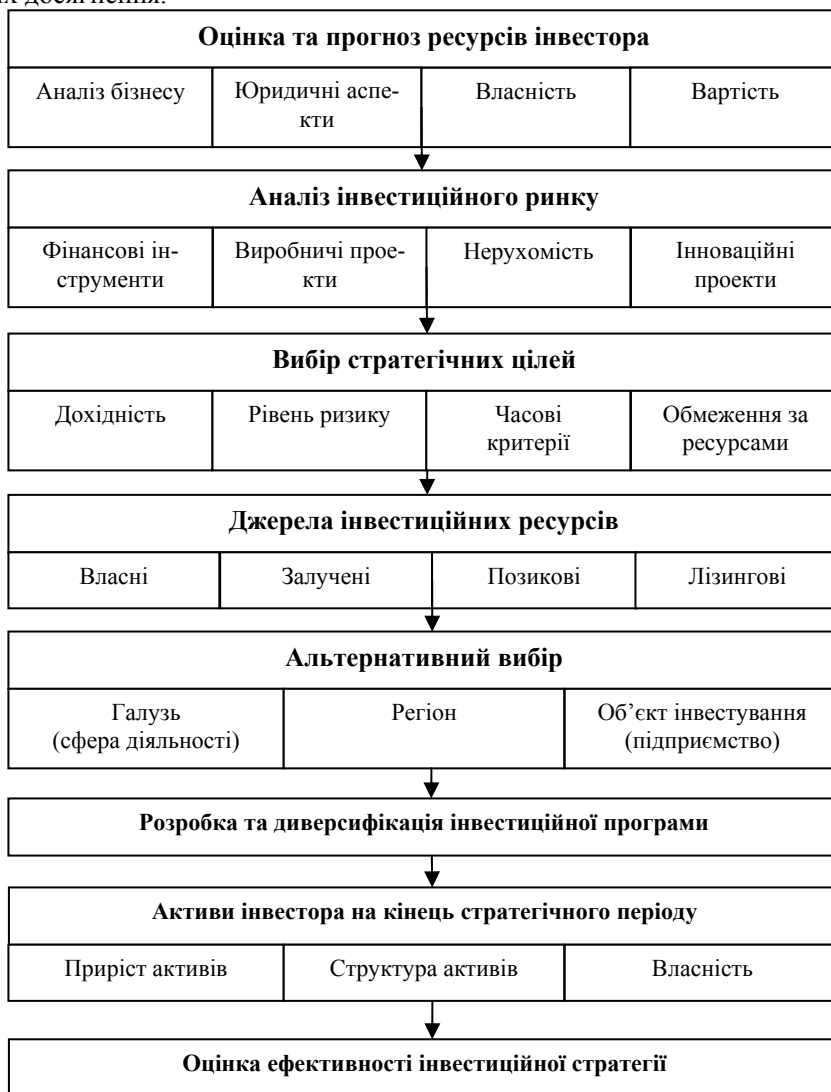 их досягнення:
Оцінка та прогноз ресурсів інвестора
Аналіз бізнесу
Юридичні аспе-
кти
Власність
Вартість
Аналіз інвестиційного ринку
Фінансові ін-
струменти
Виробничі прое-
кти
Нерухомість
Інноваційні
проекти
Вибір стратегічних цілей
Дохідність
Рівень ризику
Часові
критерії
Обмеження за
ресурсами
Джерела інвестиційних ресурсів
Власні
Залучені
Позикові
Лізингові
Альтернативний вибір
Галузь
(сфера діяльності)
Регіон
Об’єкт інвестування
(підприємство)
Розробка та диверсифікація інвестиційної програми
Активи інвестора на кінець стратегічного періоду
Приріст активів
Структура активів
Власність
Оцінка ефективності інвестиційної стратегії